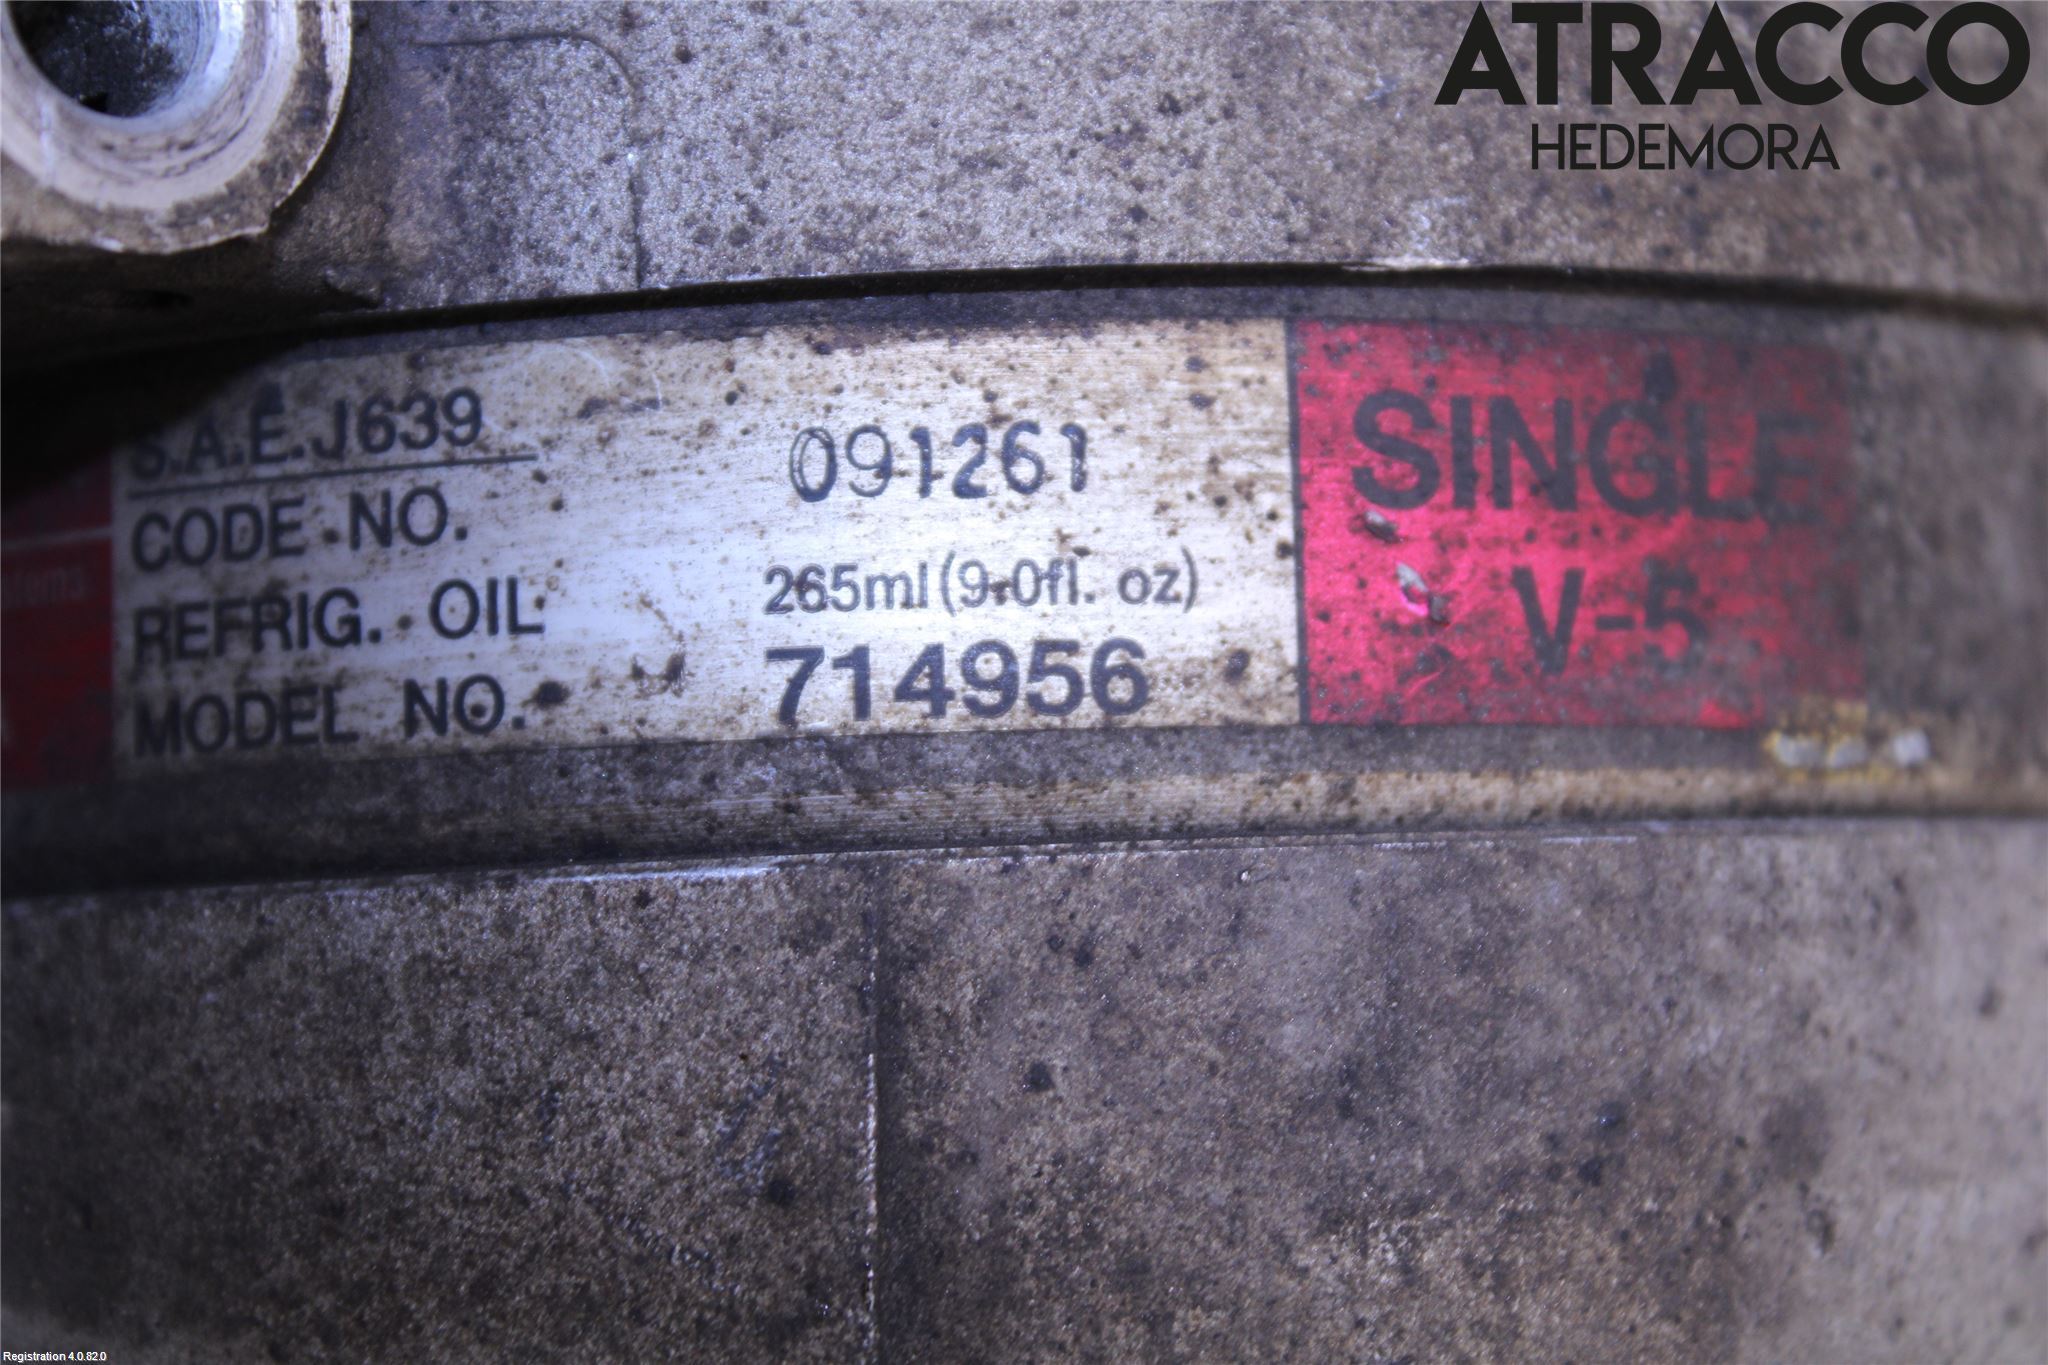 ATRACCO
HEDEMORA
S.A.E.J639
CODE NO. 091261
REFRIG. OIL 265ml(9.0fl. oz)
MODEL NO. 714956
SINGLE
V-5
Registration 4.0.82.0